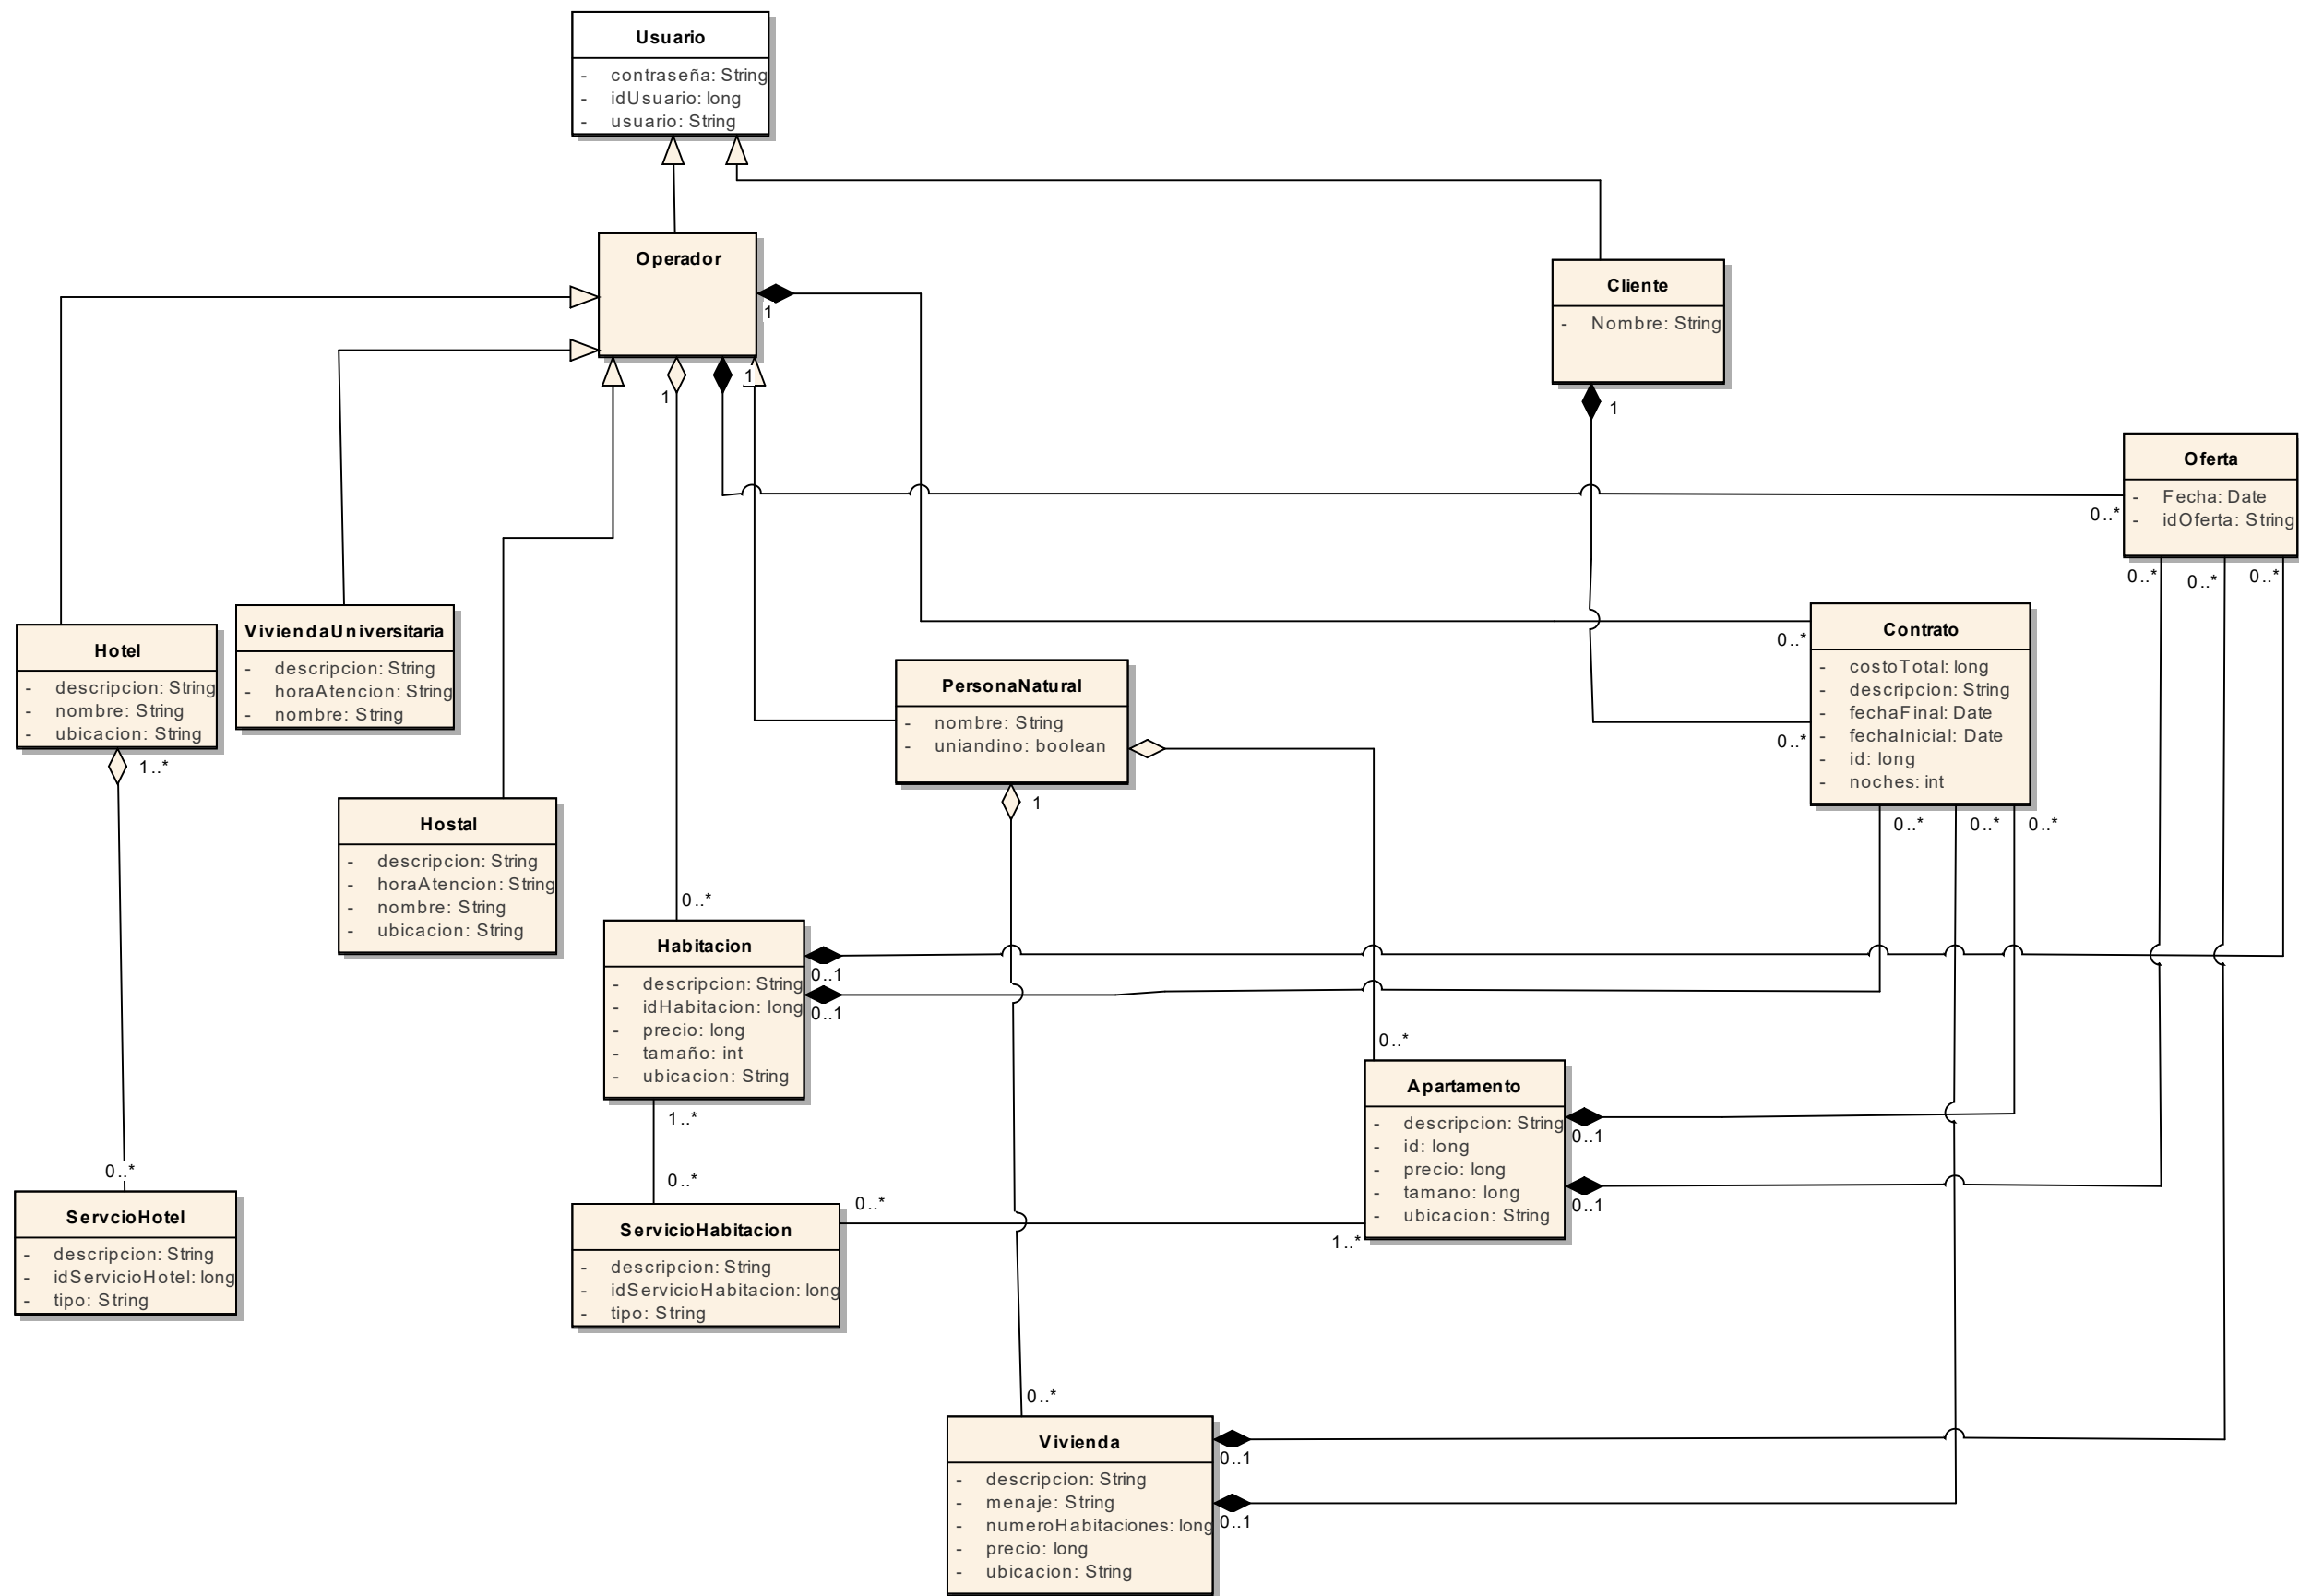 Usuario
- contraseña: String
- idUsuario: long
- usuario: String
Operador
1
1
1
Cliente
- Nombre: String
1
Oferta
- Fecha: Date
- idOferta: String
0..*
0..*
0..*
0..*
Hotel
- descripcion: String
- nombre: String
- ubicacion: String
1..*
ViviendaUniversitaria
- descripcion: String
- horaAtencion: String
- nombre: String
Contrato
- costoTotal: long
- descripcion: String
- fechaFinal: Date
- fechaInicial: Date
- id: long
- noches: int
0..*
0..*
0..*
0..*
0..*
PersonaNatural
- nombre: String
- uniandino: boolean
1
Hostal
- descripcion: String
- horaAtencion: String
- nombre: String
- ubicacion: String
0..*
Habitacion
- descripcion: String
- idHabitacion: long
- precio: long
- tamaño: int
- ubicacion: String
0..1
0..1
1..*
0..*
Apartamento
- descripcion: String
- id: long
- precio: long
- tamano: long
- ubicacion: String
0..1
0..1
1..*
0..*
ServcioHotel
- descripcion: String
- idServicioHotel: long
- tipo: String
0..*
0..*
ServicioHabitacion
- descripcion: String
- idServicioHabitacion: long
- tipo: String
0..*
Vivienda
- descripcion: String
- menaje: String
- numeroHabitaciones: long
- precio: long
- ubicacion: String
0..1
0..1